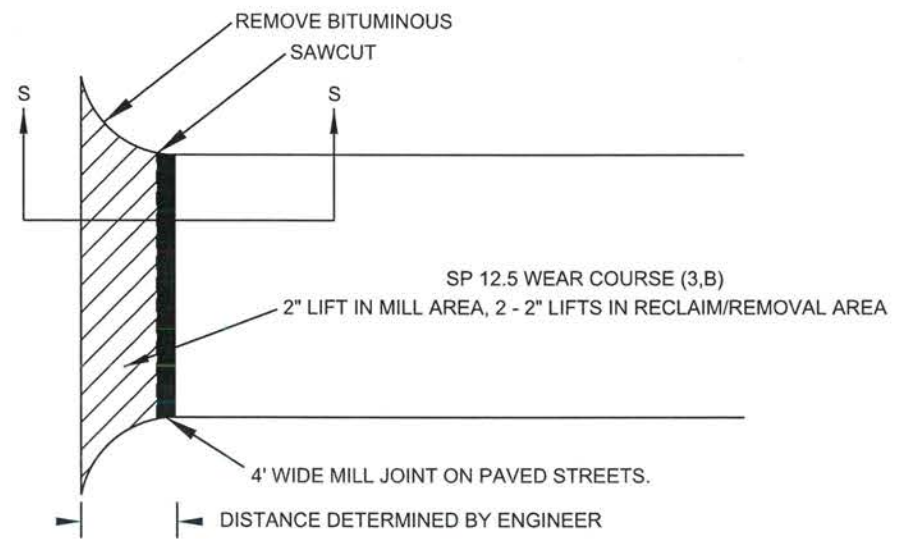 REMOVE BITUMINOUS
SAWCUT
S
S
SP 12.5 WEAR COURSE (3,B)
2" LIFT IN MILL AREA, 2 - 2" LIFTS IN RECLAIM/REMOVAL AREA
4' WIDE MILL JOINT ON PAVED STREETS.
DISTANCE DETERMINED BY ENGINEER